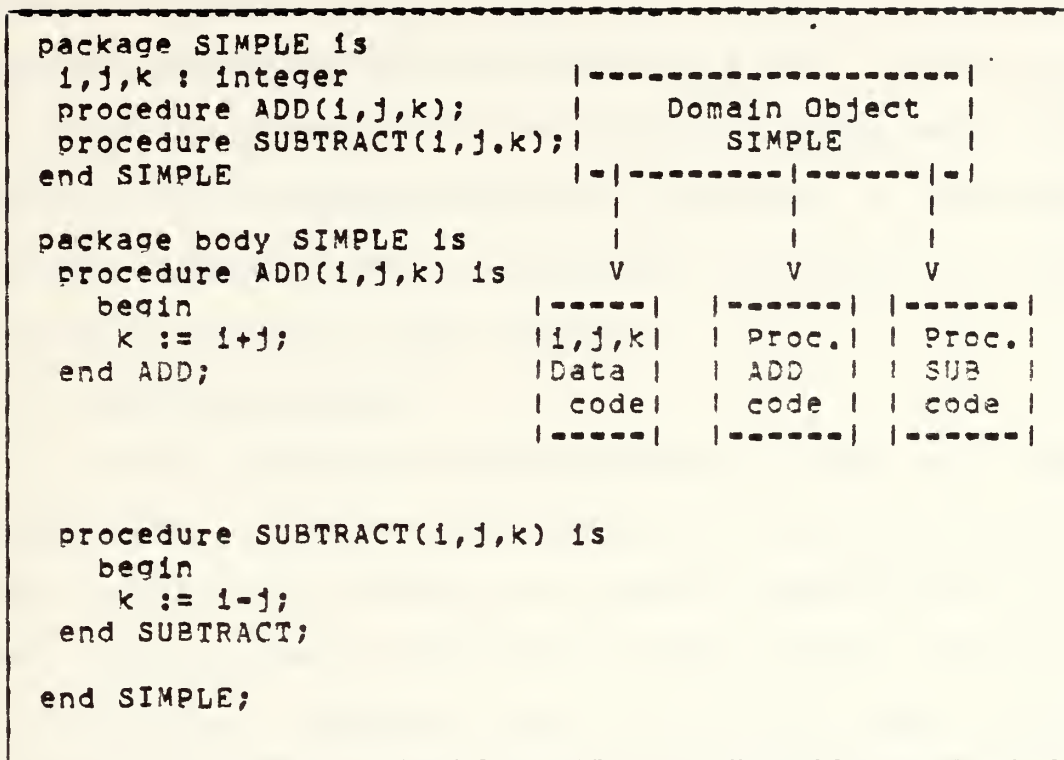 package SIMPLE is
i,j,k : integer
procedure ADD(i,j,k);
procedure SUBTRACT(i,j.k);
end SIMPLE
Domain Object
SIMPLE
package body SIMPLE is
procedure ADD(i,j,k) is
begin
k := i+j;
end ADD;
V V V
i,j,k
Data
code
Proc.
ADD
code
Proc.
SUB
code
procedure SUBTRACT(i,j,k) is
begin
k := i-j;
end SUBTRACT;
end SIMPLE;